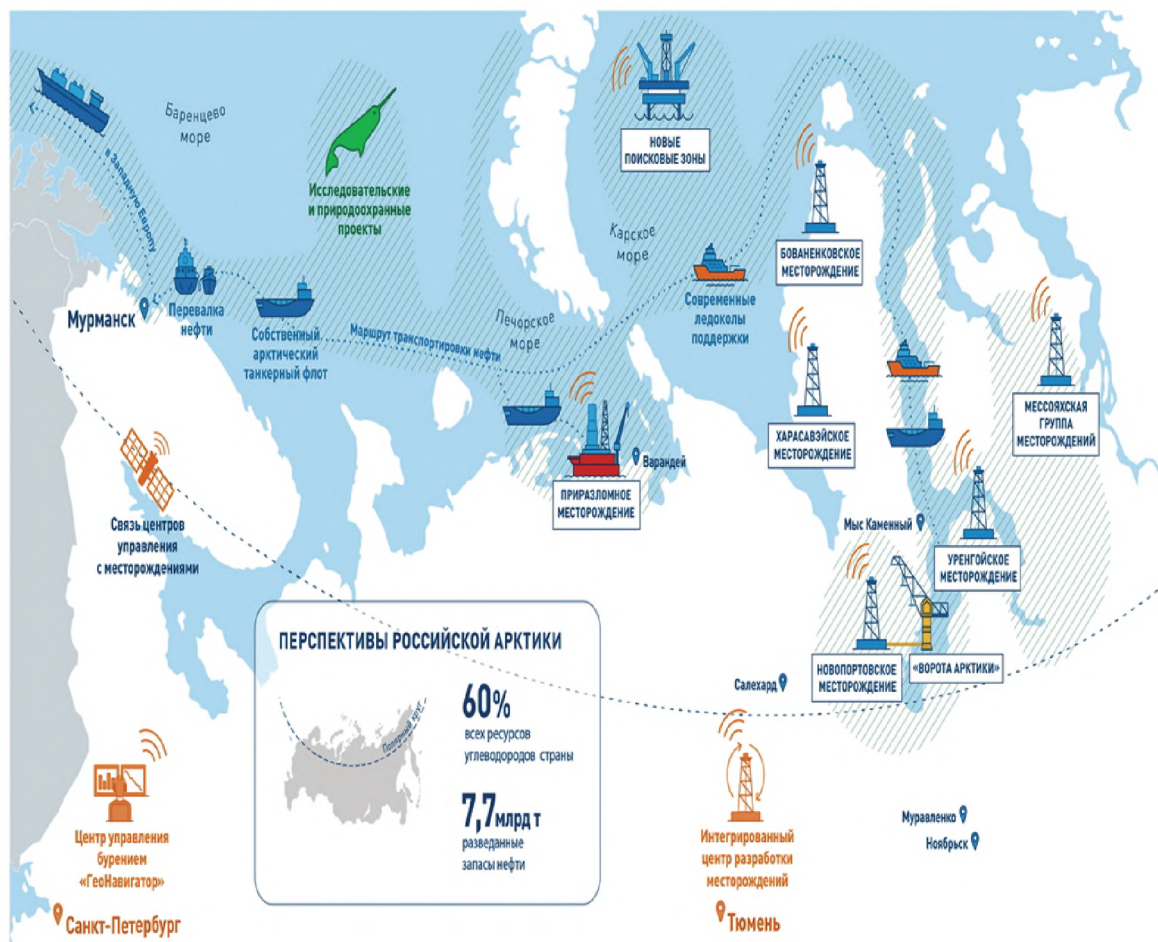 Баренцево
море
в Западную Европу
Исследовательские
и природоохранные
проекты
НОВЫЕ
ПОИСКОВЫЕ ЗОНЫ
Карское
море
БОВАНЕНКОВСКОЕ
МЕСТОРОЖДЕНИЕ
Мурманск
Перевалка
нефти
Собственный
арктический
танкерный флот
Маршрут транспортировки нефти
Печорское
море
Современные
ледоколы
поддержки
ХАРАСАВЭЙСКОЕ
МЕСТОРОЖДЕНИЕ
МЕССОЯХСКАЯ
ГРУППА
МЕСТОРОЖДЕНИЙ
Варандей
ПРИРАЗЛОМНОЕ
МЕСТОРОЖДЕНИЕ
Связь центров
управления
с месторождениями
Мыс Каменный
УРЕНГОЙСКОЕ
МЕСТОРОЖДЕНИЕ
НОВОПОРТОВСКОЕ
МЕСТОРОЖДЕНИЕ
«ВОРОТА АРКТИКИ»
Салехард
ПЕРСПЕКТИВЫ РОССИЙСКОЙ АРКТИКИ
Полярный круг
60%
всех ресурсов
углеводородов страны
7,7 млрд т
разведанные
запасы нефти
Центр управления
бурением
«ГеоНавигатор»
Санкт-Петербург
Интегрированный
центр разработки
месторождений
Тюмень
Муравленко
Ноябрьск